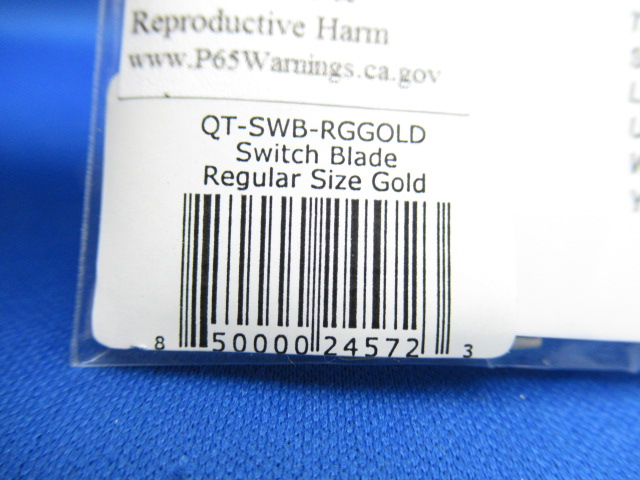 Reproductive Harm
www.P65Warnings.ca.gov
QT-SWB-RGGOLD
Switch Blade
Regular Size Gold
8 50000 24572 3